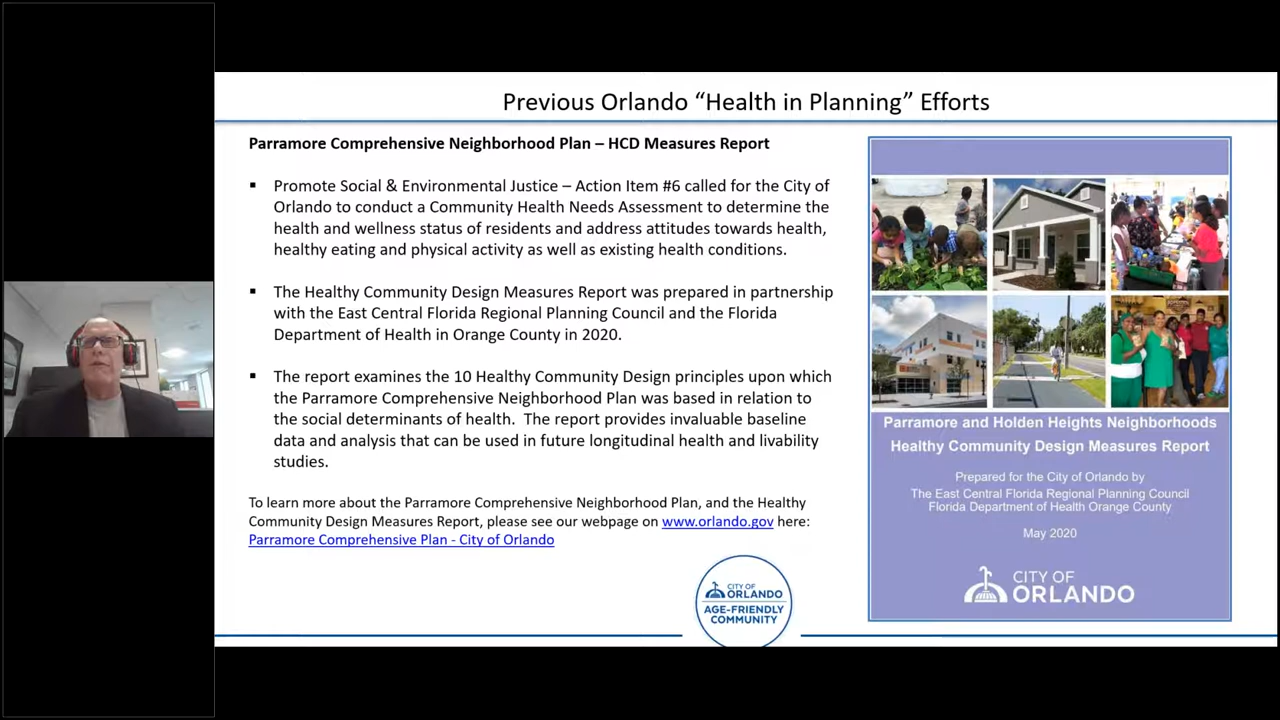 Previous Orlando “Health in Planning” Efforts
Parramore Comprehensive Neighborhood Plan – HCD Measures Report
▪ Promote Social & Environmental Justice – Action Item #6 called for the City of
Orlando to conduct a Community Health Needs Assessment to determine the
health and wellness status of residents and address attitudes towards health,
healthy eating and physical activity as well as existing health conditions.
▪ The Healthy Community Design Measures Report was prepared in partnership
with the East Central Florida Regional Planning Council and the Florida
Department of Health in Orange County in 2020.
▪ The report examines the 10 Healthy Community Design principles upon which
the Parramore Comprehensive Neighborhood Plan was based in relation to
the social determinants of health.  The report provides invaluable baseline
data and analysis that can be used in future longitudinal health and livability
studies.
To learn more about the Parramore Comprehensive Neighborhood Plan, and the Healthy
Community Design Measures Report, please see our webpage on www.orlando.gov here:
Parramore Comprehensive Plan - City of Orlando
CITY OF
ORLANDO
AGE-FRIENDLY
COMMUNITY
Parramore and Holden Heights Neighborhoods
Healthy Community Design Measures Report
Prepared for the City of Orlando by
The East Central Florida Regional Planning Council
Florida Department of Health Orange County
May 2020
CITY OF
ORLANDO